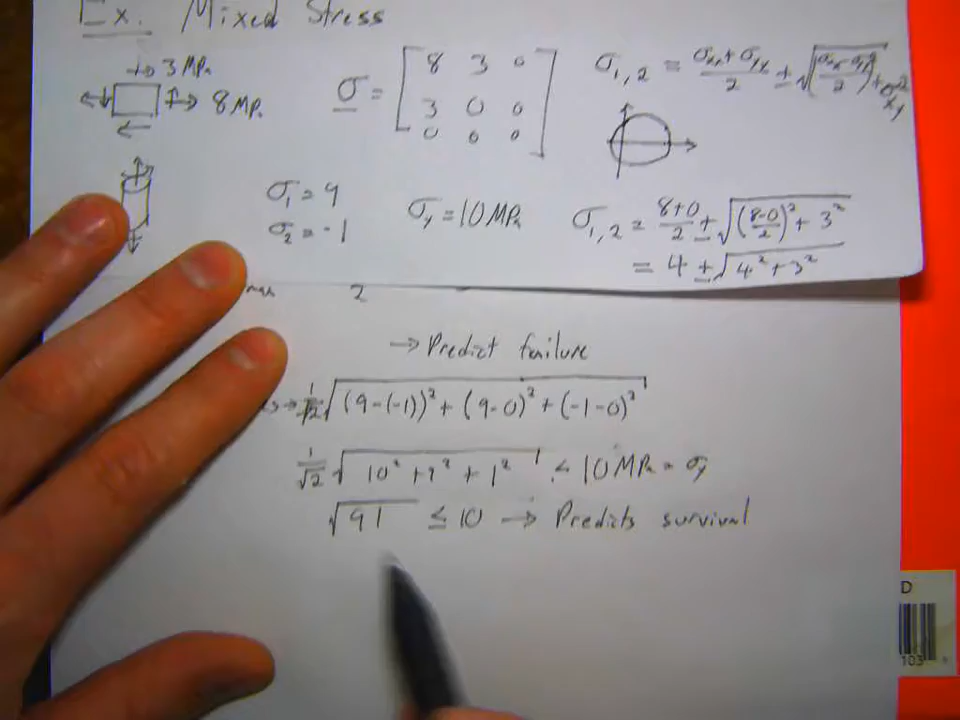 Ex. Mixed Stress
→ 3 MPa
8 MPa
σ = [ 8 3 0
3 0 0
0 0 0 ]
σ1,2 = (σxx + σyy)/2 ± √((σxx - σyy)/2)² + σxy²
σ1 = 9
σ2 = -1
σy = 10 MPa
σ1,2 = (8+0)/2 ± √((8-0)/2)² + 3²
= 4 ± √4² + 3²
max 2
→ Predict failure
→ 1/√2 √(9-(-1))² + (9-0)² + (-1-0)²
1/√2 √10² + 9² + 1² < 10 MPa = σy
√91 ≤ 10 → Predicts survival
D
103